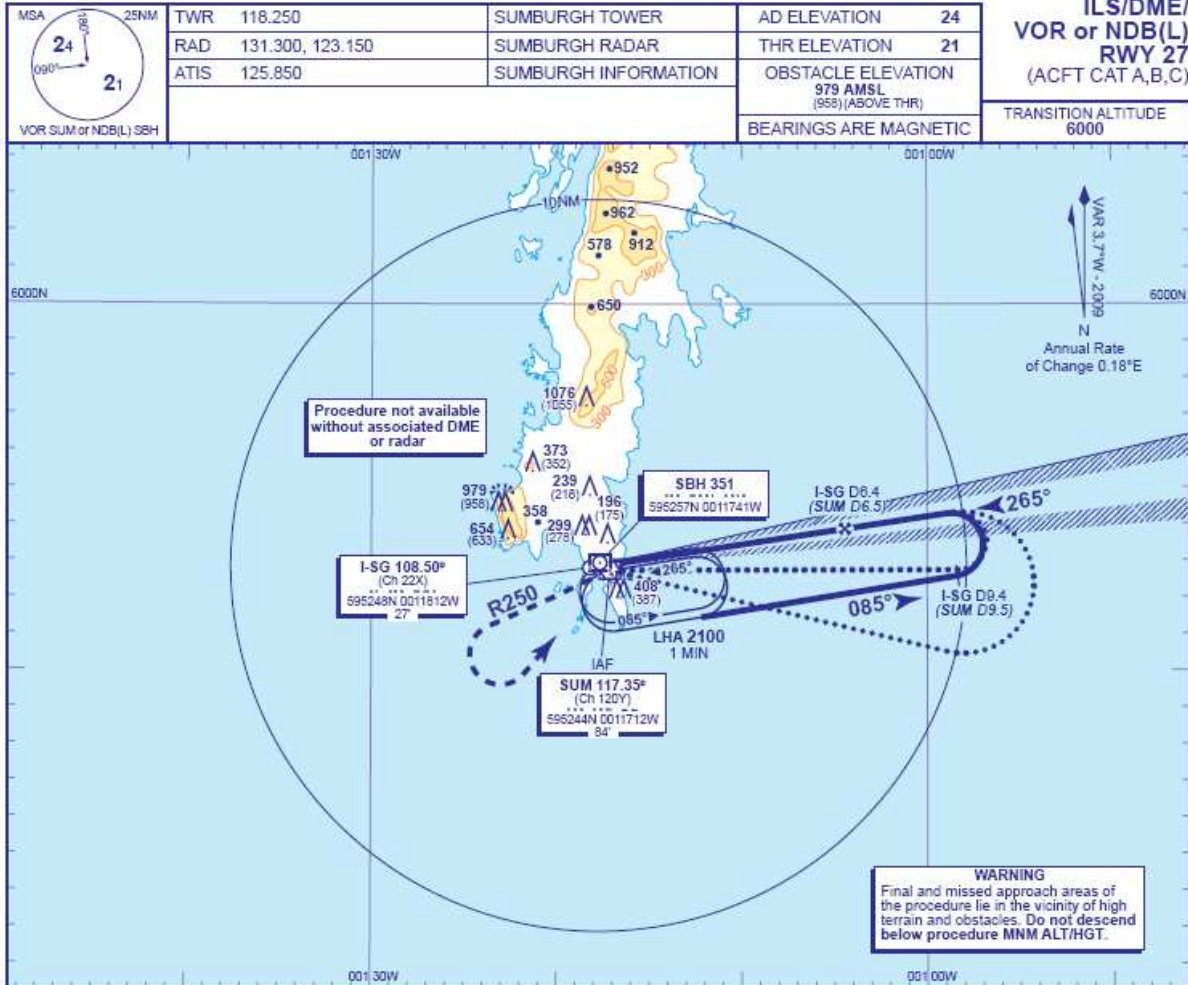 MSA 25NM
180°
24
090°
21
VOR SUM or NDB(L) SBH
TWR 118.250 SUMBURGH TOWER
RAD 131.300, 123.150 SUMBURGH RADAR
ATIS 125.850 SUMBURGH INFORMATION
AD ELEVATION 24
THR ELEVATION 21
OBSTACLE ELEVATION
979 AMSL
(958) (ABOVE THR)
BEARINGS ARE MAGNETIC
ILS/DME/
VOR or NDB(L)
RWY 27
(ACFT CAT A,B,C)
TRANSITION ALTITUDE
6000
00130W
00100W
952
10NM
962
578
912
300
6000N
650
6000N
VAR 3.7°W - 2009
N
Annual Rate
of Change 0.18°E
600
1076
(1055)
300
Procedure not available
without associated DME
or radar
373
(352)
239
(218)
979
(958)
358
196
(175)
654
(633)
299
(278)
SBH 351
595257N 0011741W
I-SG D6.4
(SUM D6.5)
265°
I-SG 108.50
(Ch 22X)
595248N 0011812W
27'
R250
265°
408
(387)
085°
085°
I-SG D9.4
(SUM D9.5)
LHA 2100
1 MIN
IAF
SUM 117.35
(Ch 120Y)
595244N 0011712W
84'
WARNING
Final and missed approach areas of
the procedure lie in the vicinity of high
terrain and obstacles. Do not descend
below procedure MNM ALT/HGT.
00130W
00100W